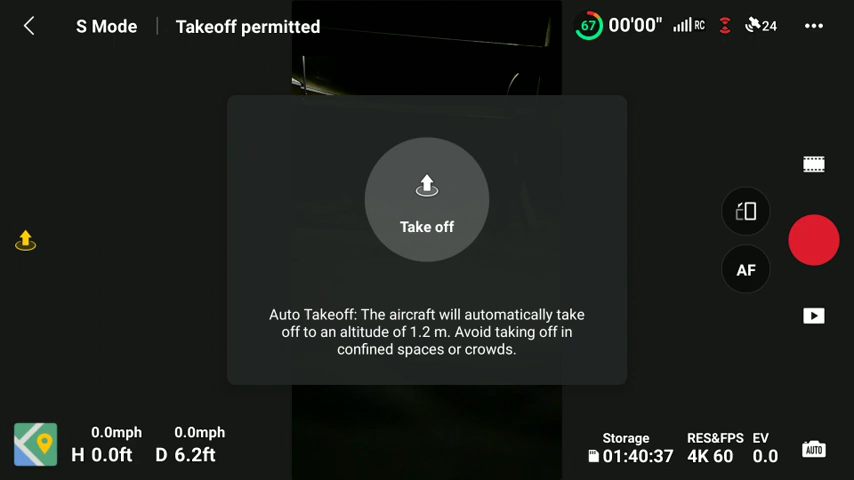 S Mode | Takeoff permitted
67 00'00" RC 24
Take off
Auto Takeoff: The aircraft will automatically take
off to an altitude of 1.2 m. Avoid taking off in
confined spaces or crowds.
AF
0.0mph 0.0mph
H 0.0ft D 6.2ft
Storage RES&FPS EV
01:40:37 4K 60 0.0
AUTO